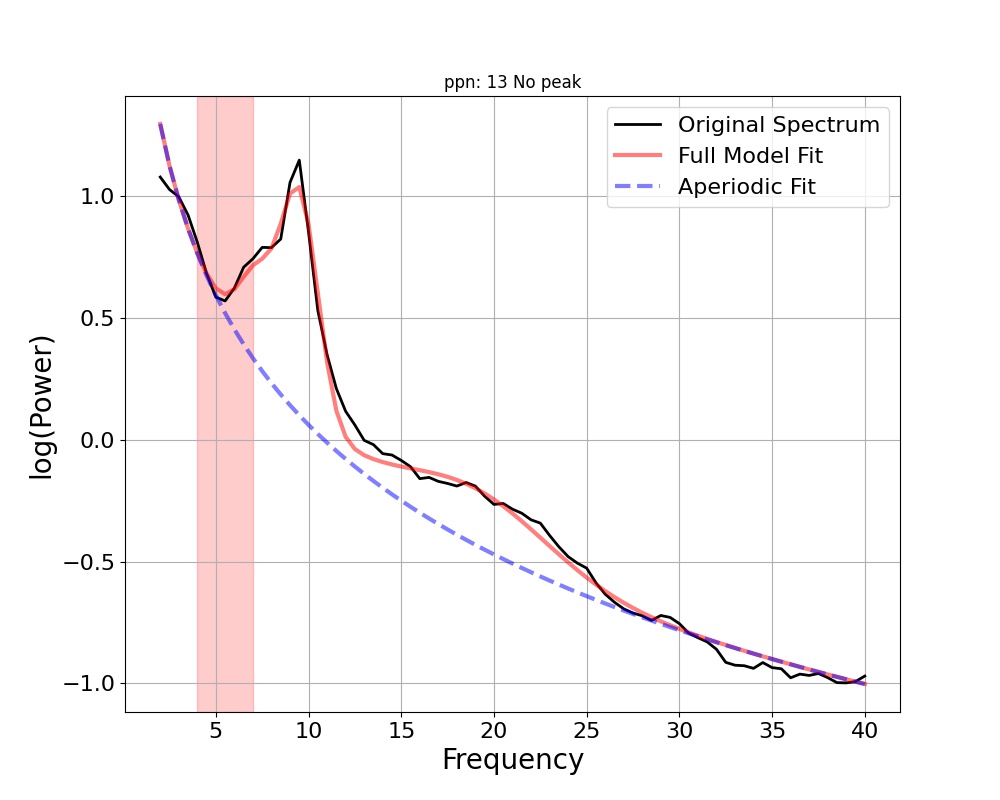 ppn: 13 No peak
Original Spectrum
Full Model Fit
Aperiodic Fit
log(Power)
1.0
0.5
0.0
−0.5
−1.0
5 10 15 20 25 30 35 40
Frequency